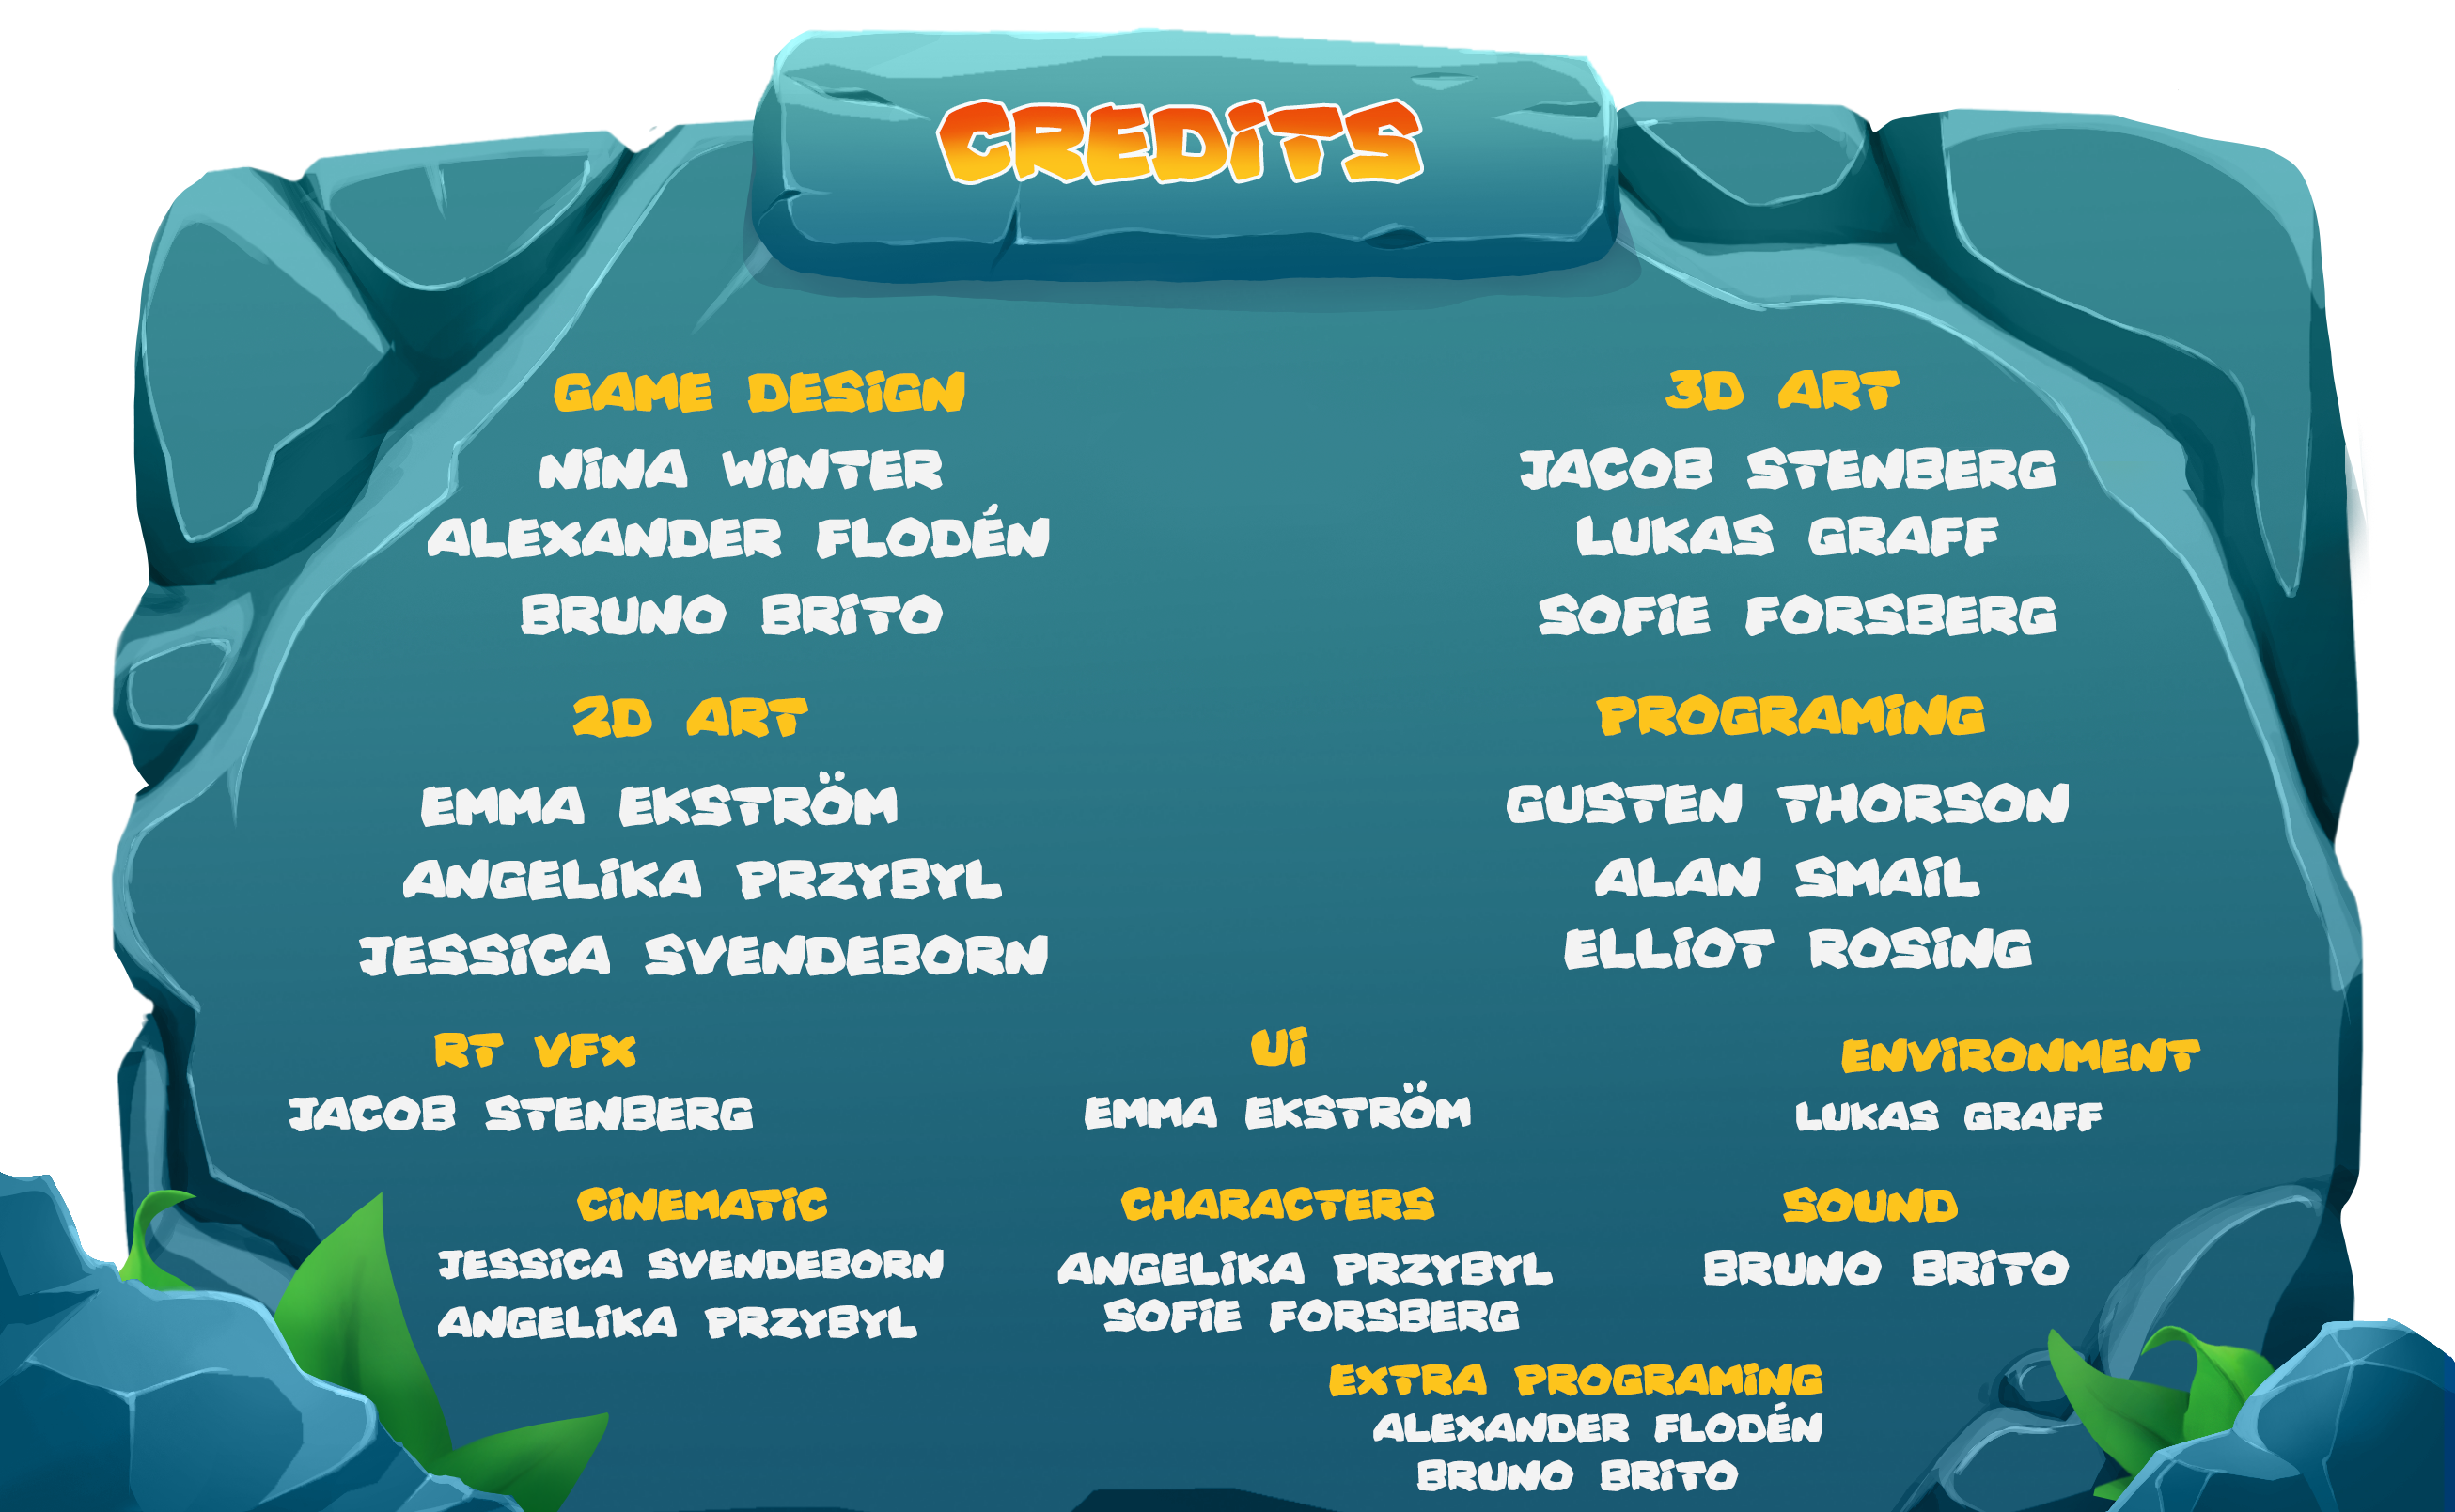 CREDITS
GAME DESIGN
NINA WINTER
ALEXANDER FLODÉN
BRUNO BRITO
3D ART
JACOB STENBERG
LUKAS GRAFF
SOFIE FORSBERG
2D ART
EMMA EKSTRÖM
ANGELIKA PRZYBYL
JESSICA SVENDEBORN
PROGRAMING
GUSTEN THORSON
ALAN SMAIL
ELLIOT ROSING
RT VFX
JACOB STENBERG
UI
EMMA EKSTRÖM
ENVIRONMENT
LUKAS GRAFF
CINEMATIC
JESSICA SVENDEBORN
ANGELIKA PRZYBYL
CHARACTERS
ANGELIKA PRZYBYL
SOFIE FORSBERG
SOUND
BRUNO BRITO
EXTRA PROGRAMING
ALEXANDER FLODÉN
BRUNO BRITO